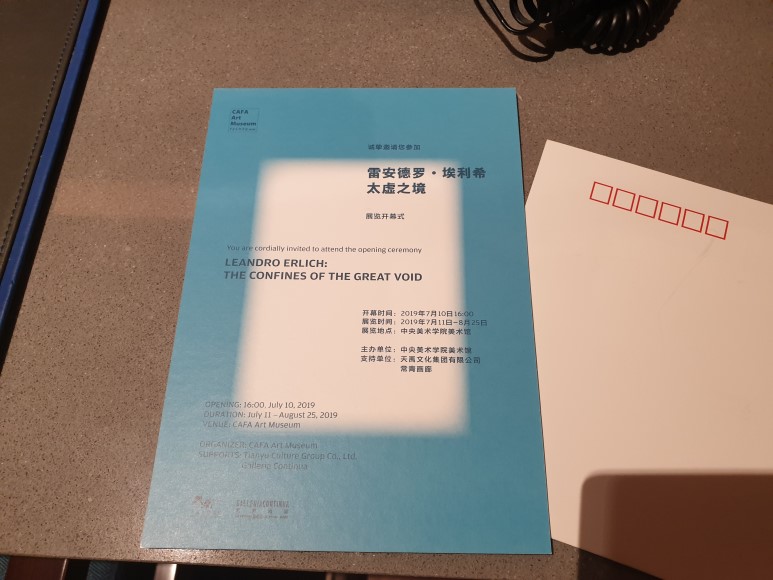 CAFA
Art
Museum
诚挚邀请您参加
雷安德罗·埃利希
太虚之境
展览开幕式
You are cordially invited to attend the opening ceremony
LEANDRO ERLICH:
THE CONFINES OF THE GREAT VOID
开幕时间：2019年7月10日16:00
展览时间：2019年7月11日–8月25日
展览地点：中央美术学院美术馆
主办单位：中央美术学院美术馆
支持单位：天禹文化集团有限公司
常青画廊
OPENING: 16:00, July 10, 2019
DURATION: July 11 – August 25, 2019
VENUE: CAFA Art Museum
ORGANIZER: CAFA Art Museum
SUPPORTS: Tianyu Culture Group Co., Ltd.
Galleria Continua
GALLERIA CONTINUA